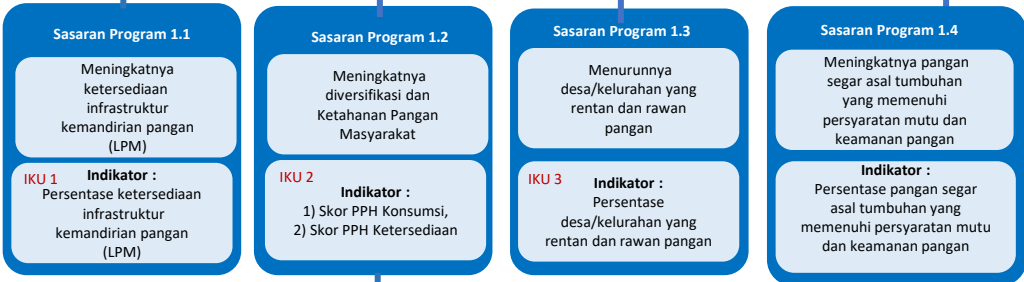 Sasaran Program 1.1
Meningkatnya
ketersediaan
infrastruktur
kemandirian pangan
(LPM)
IKU 1
Indikator :
Persentase ketersediaan
infrastruktur
kemandirian pangan
(LPM)
Sasaran Program 1.2
Meningkatnya
diversifikasi dan
Ketahanan Pangan
Masyarakat
IKU 2
Indikator :
1) Skor PPH Konsumsi,
2) Skor PPH Ketersediaan
Sasaran Program 1.3
Menurunnya
desa/kelurahan yang
rentan dan rawan
pangan
IKU 3
Indikator :
Persentase
desa/kelurahan yang
rentan dan rawan pangan
Sasaran Program 1.4
Meningkatnya pangan
segar asal tumbuhan
yang memenuhi
persyaratan mutu dan
keamanan pangan
Indikator :
Persentase pangan segar
asal tumbuhan yang
memenuhi persyaratan mutu
dan keamanan pangan